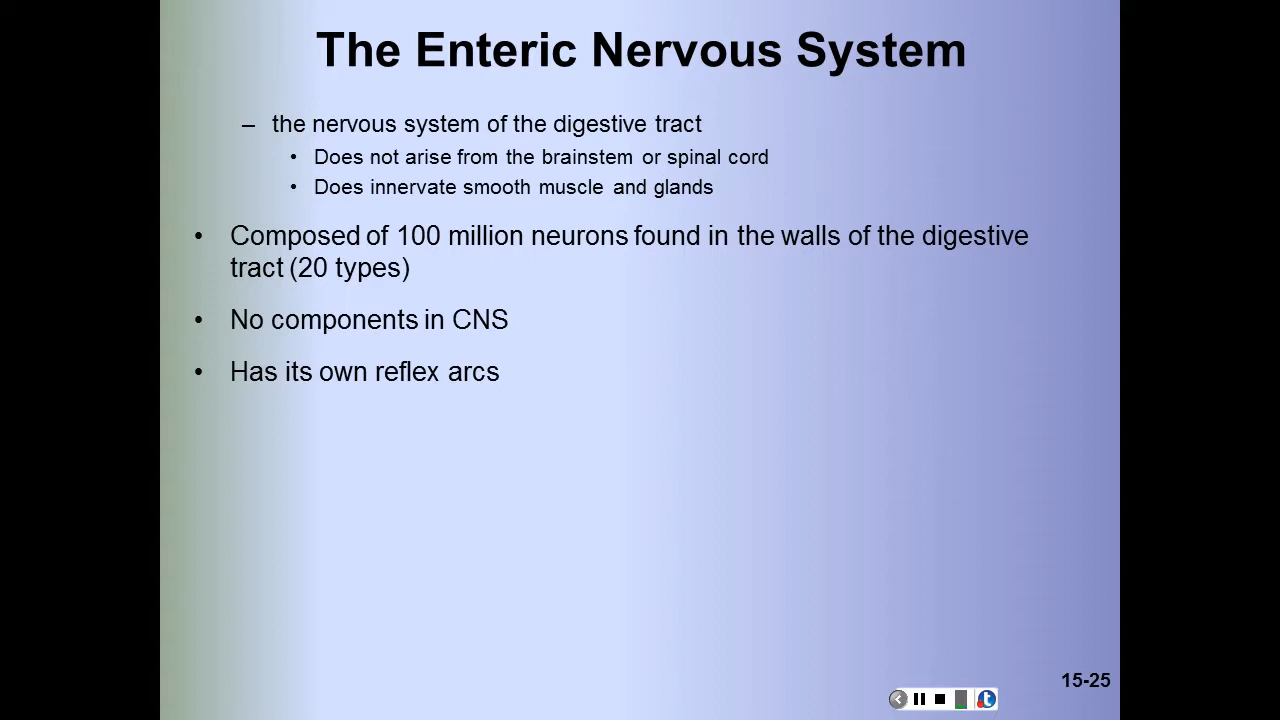 The Enteric Nervous System
– the nervous system of the digestive tract
• Does not arise from the brainstem or spinal cord
• Does innervate smooth muscle and glands
• Composed of 100 million neurons found in the walls of the digestive
tract (20 types)
• No components in CNS
• Has its own reflex arcs
15-25
t